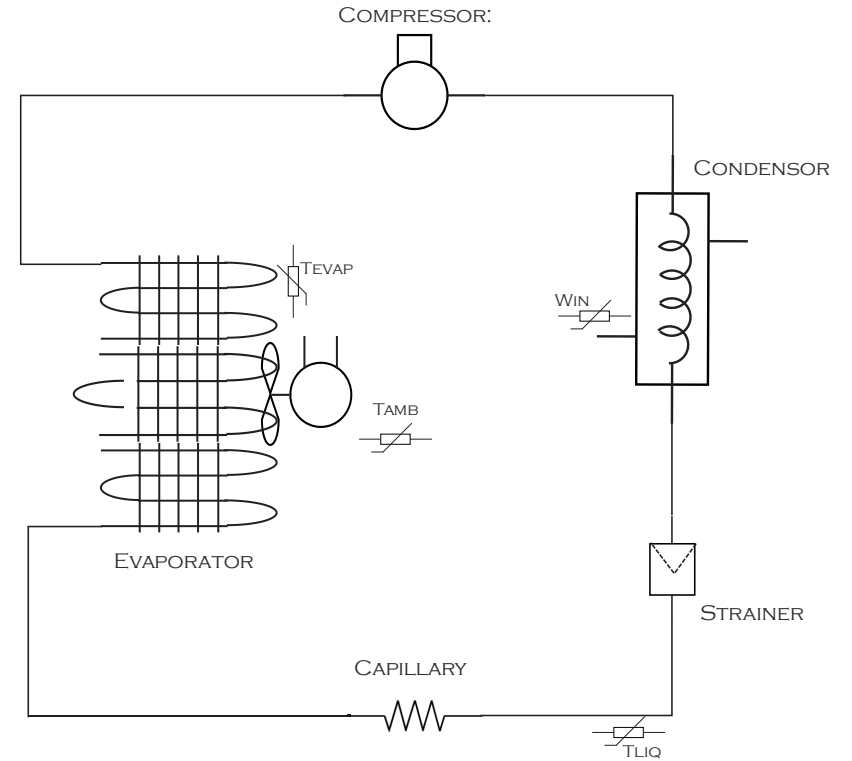 COMPRESSOR:
CONDENSOR
TEVAP
WIN
TAMB
EVAPORATOR
STRAINER
CAPILLARY
TLIQ